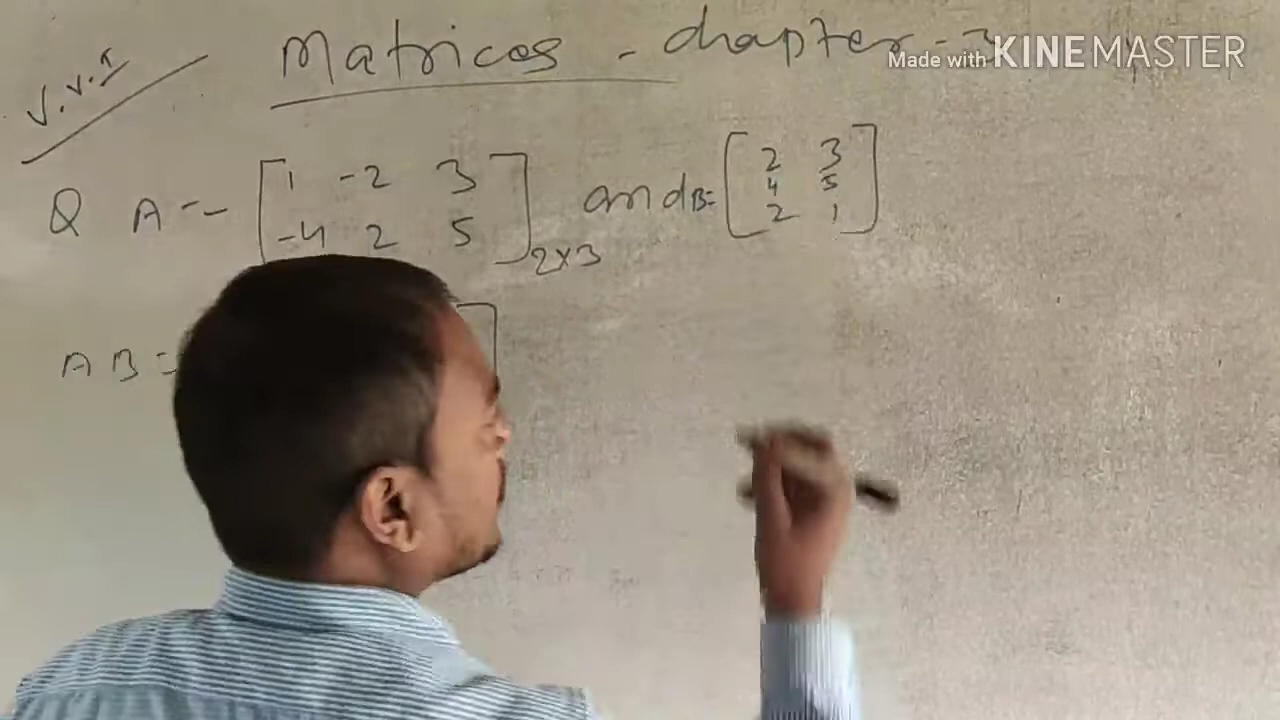 Matrices - chapter - 3
Made with KINEMASTER
V.V.I
Q A = [1 -2 3
-4 2 5] 2x3 and B= [2 3
4 5
2 1]
AB =